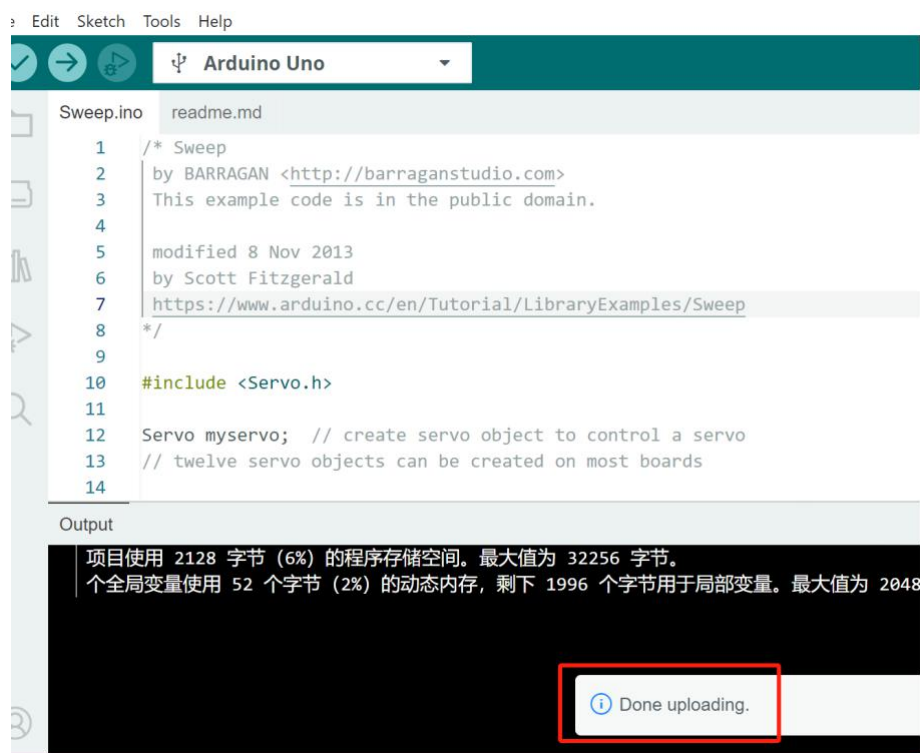 Edit Sketch Tools Help
Arduino Uno
Sweep.ino readme.md
1 /* Sweep
2 by BARRAGAN <http://barraganstudio.com>
3 This example code is in the public domain.
4
5 modified 8 Nov 2013
6 by Scott Fitzgerald
7 https://www.arduino.cc/en/Tutorial/LibraryExamples/Sweep
8 */
9
10 #include <Servo.h>
11
12 Servo myservo;  // create servo object to control a servo
13 // twelve servo objects can be created on most boards
14
Output
项目使用 2128 字节 (6%) 的程序存储空间。最大值为 32256 字节。
个全局变量使用 52 个字节 (2%) 的动态内存，剩下 1996 个字节用于局部变量。最大值为 2048
Done uploading.